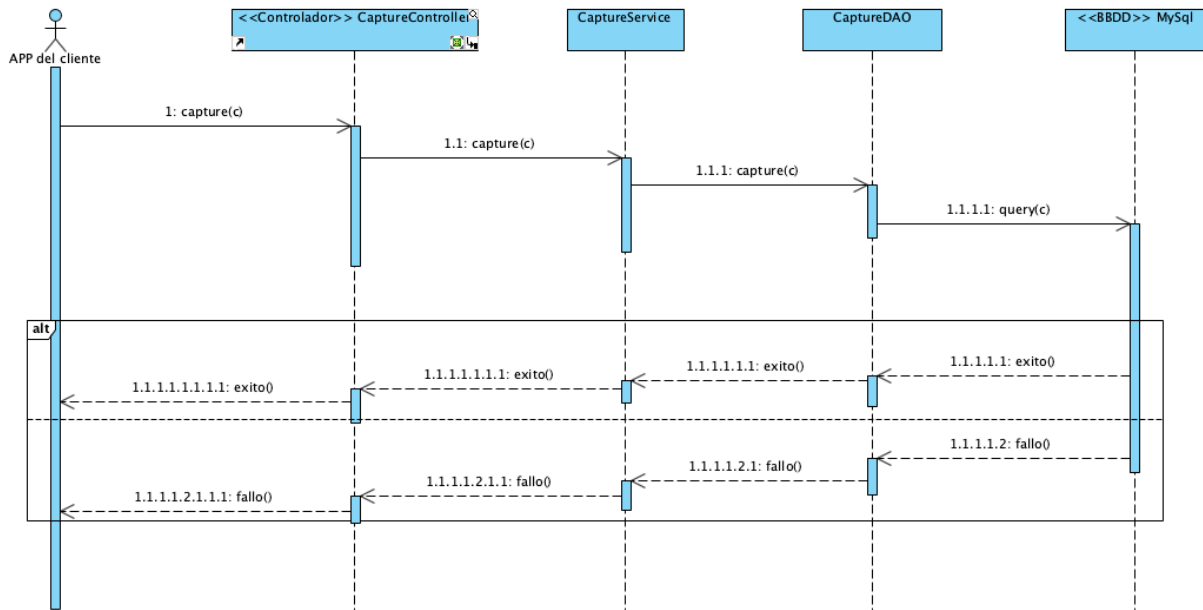 <<Controlador>> CaptureController
CaptureService
CaptureDAO
<<BBDD>> MySql
APP del cliente
1: capture(c)
1.1: capture(c)
1.1.1: capture(c)
1.1.1.1: query(c)
alt
1.1.1.1.1: exito()
1.1.1.1.1.1: exito()
1.1.1.1.1.1.1: exito()
1.1.1.1.1.1.1.1: exito()
1.1.1.1.2: fallo()
1.1.1.1.2.1: fallo()
1.1.1.1.2.1.1: fallo()
1.1.1.1.2.1.1.1: fallo()